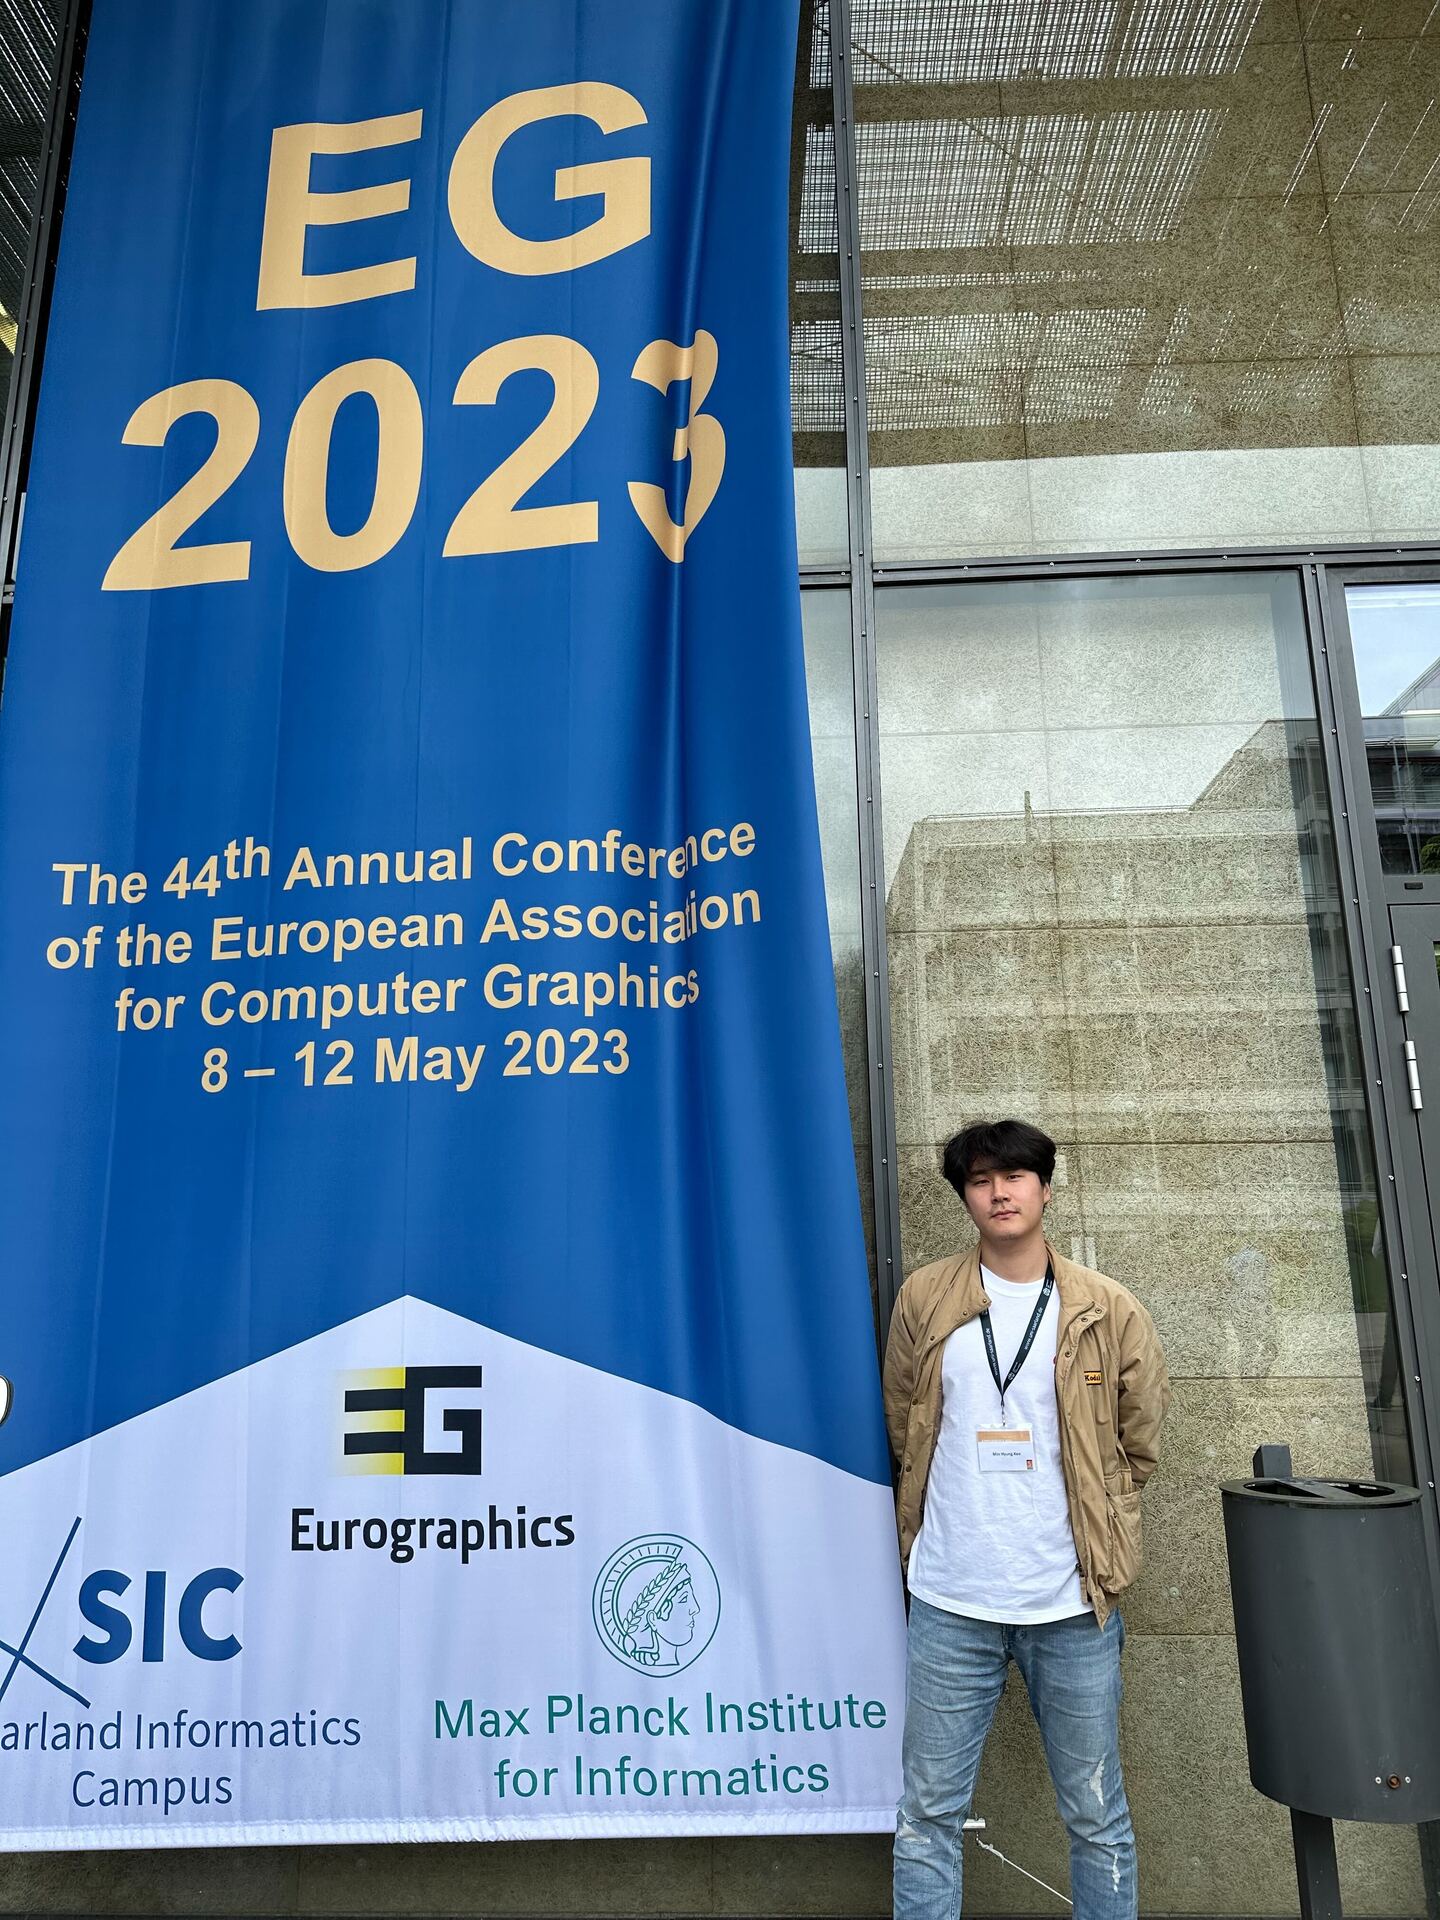 EG
2023
The 44th Annual Conference
of the European Association
for Computer Graphics
8 – 12 May 2023
EG
Eurographics
SIC
arland Informatics
Campus
Max Planck Institute
for Informatics
Kodak